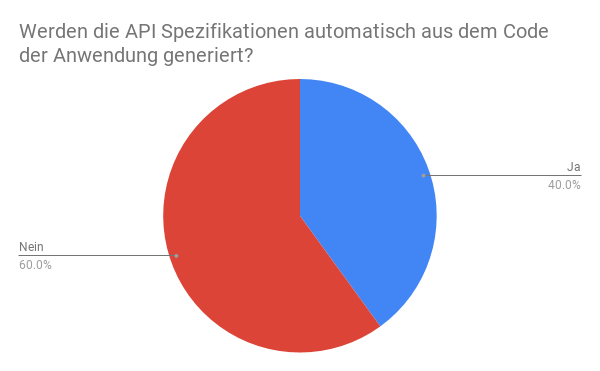 Werden die API Spezifikationen automatisch aus dem Code
der Anwendung generiert?
Ja
40.0%
Nein
60.0%